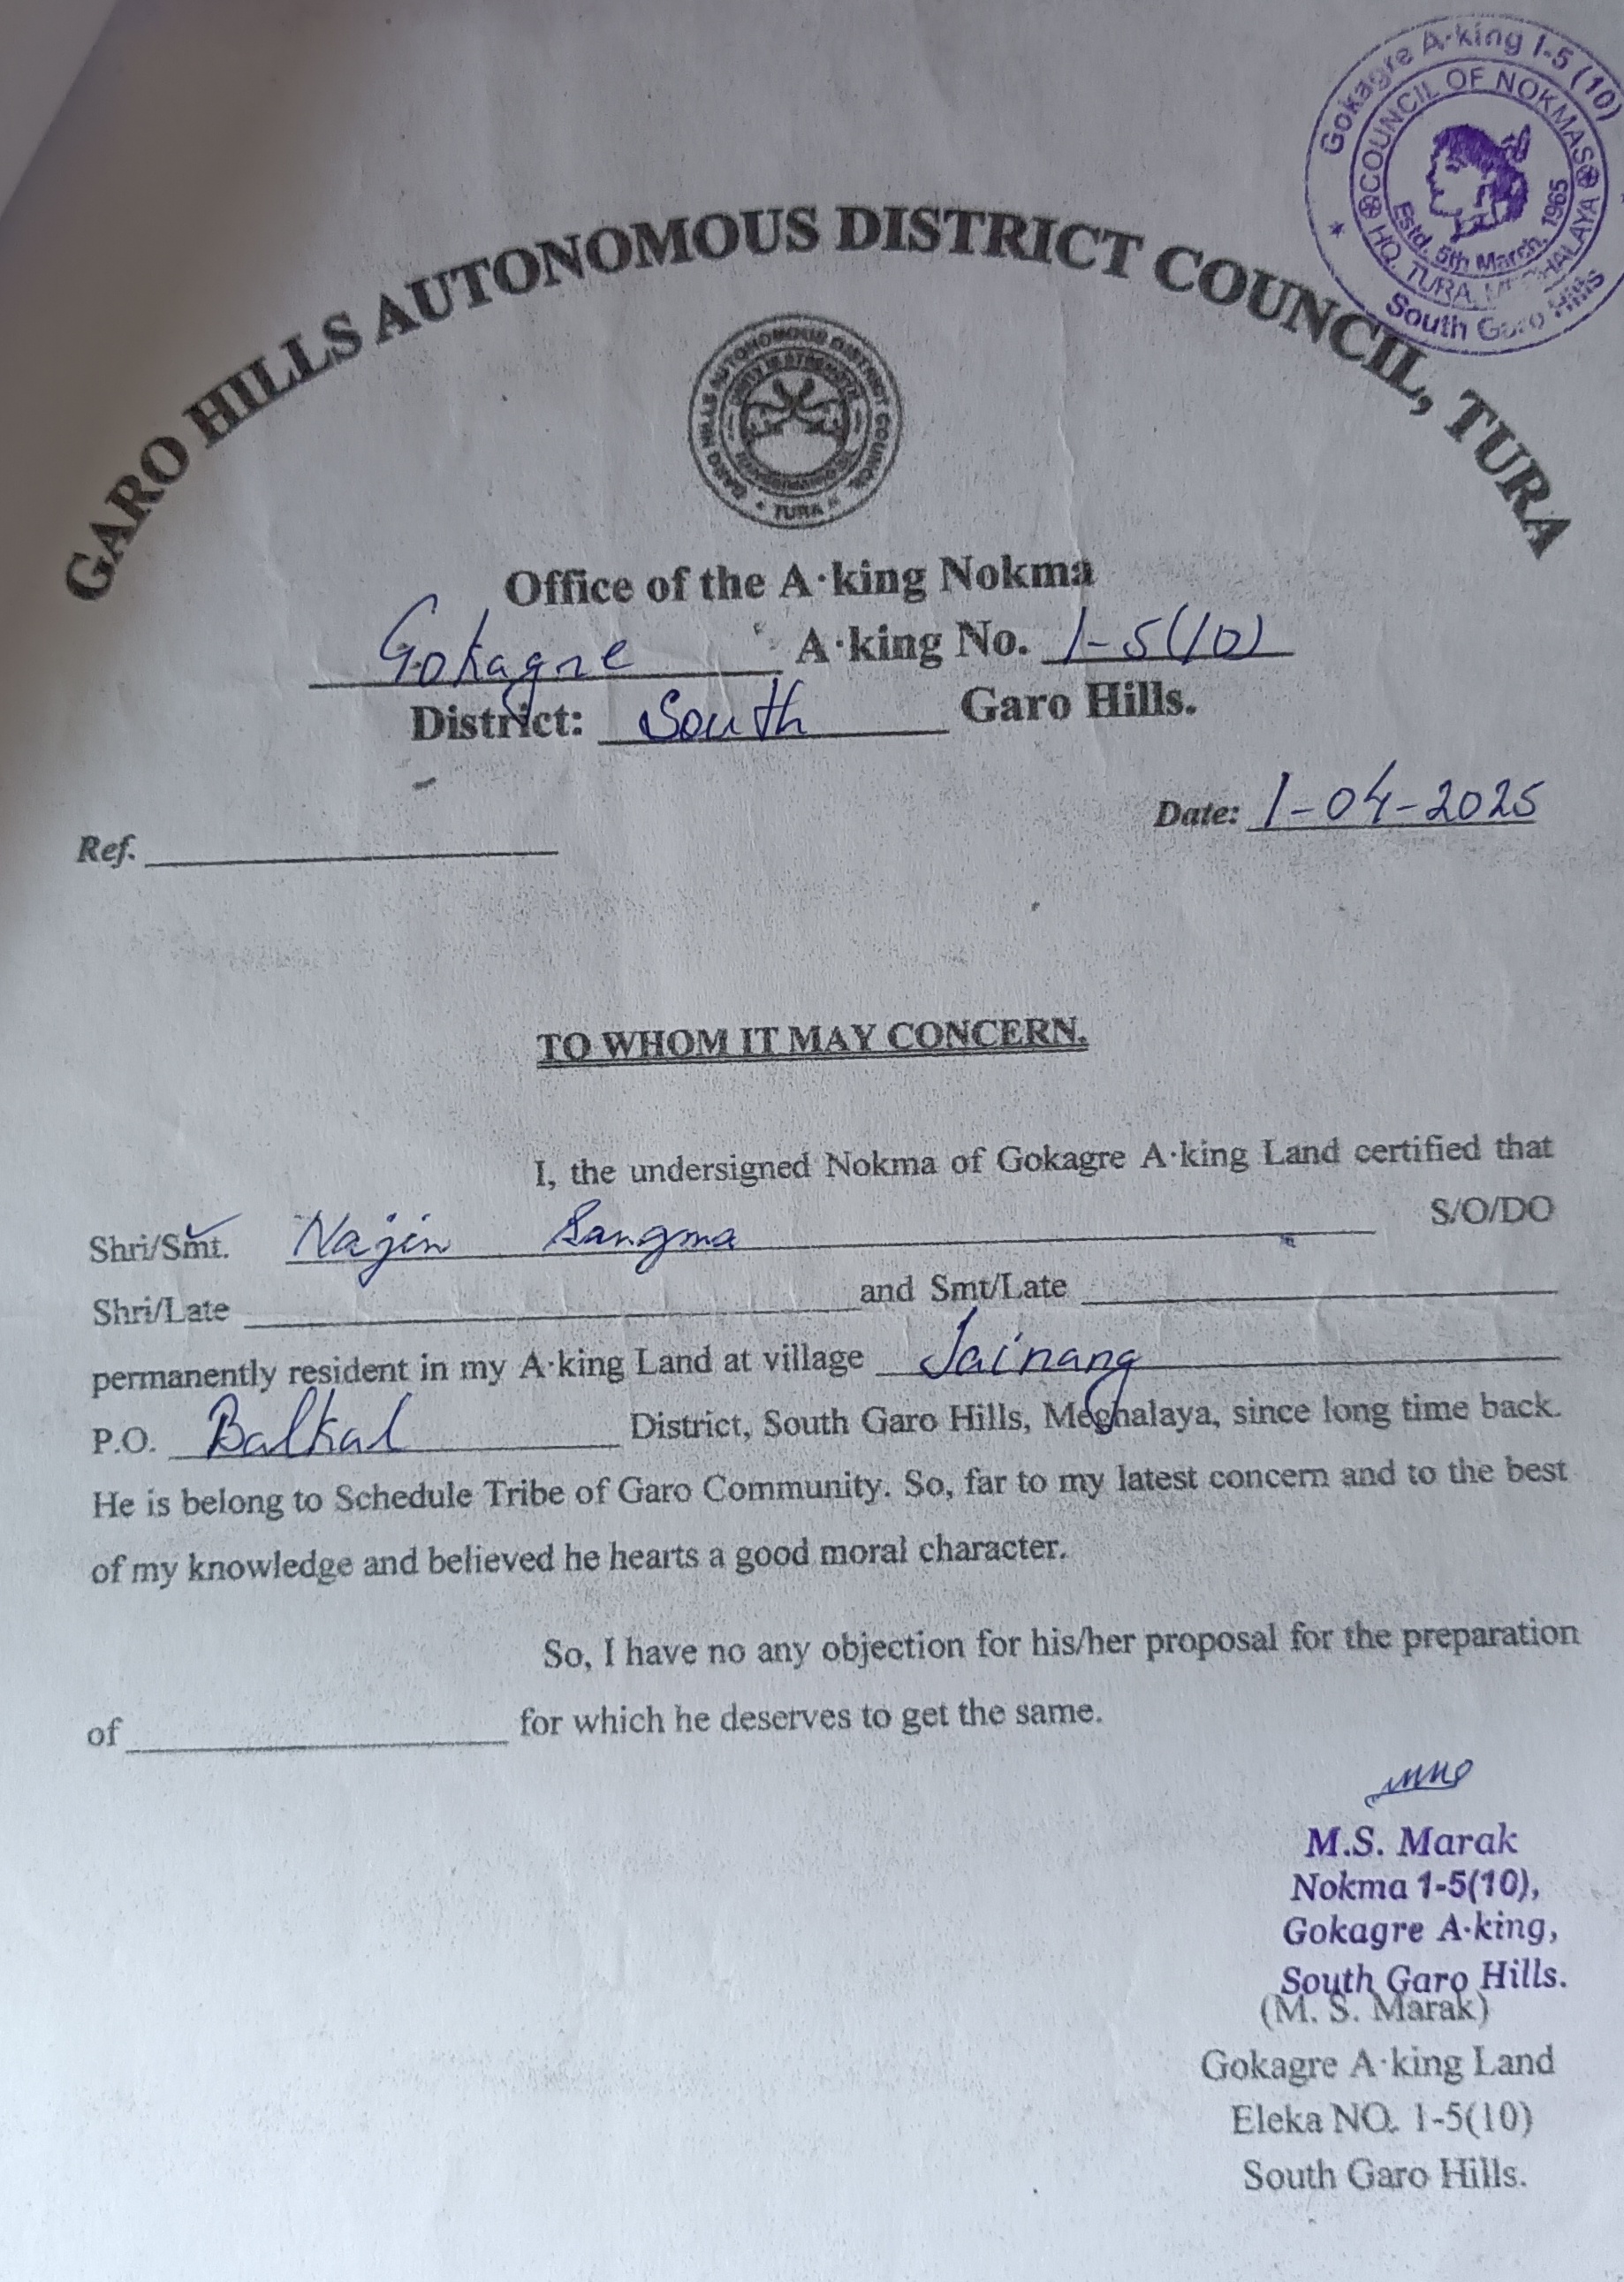 Gokagre A·king I-5 (10)
COUNCIL OF NOKMAS
Estd. 5th March, 1965
HQ. TURA, MEGHALAYA
South Garo Hills
GARO HILLS AUTONOMOUS DISTRICT COUNCIL, TURA
GARO HILLS AUTONOMOUS DISTRICT COUNCIL
TURA
Office of the A·king Nokma
Gokagre A·king No. 1-5(10)
District: South Garo Hills.
Date: 1-04-2025
Ref.
TO WHOM IT MAY CONCERN.
I, the undersigned Nokma of Gokagre A·king Land certified that
Shri/Smt. Najin Sangma S/O/DO
Shri/Late and Smt/Late
permanently resident in my A·king Land at village Jainang
P.O. Balkal District, South Garo Hills, Meghalaya, since long time back.
He is belong to Schedule Tribe of Garo Community. So, far to my latest concern and to the best
of my knowledge and believed he hearts a good moral character.
So, I have no any objection for his/her proposal for the preparation
of for which he deserves to get the same.
M.S. Marak
Nokma 1-5(10),
Gokagre A·king,
South Garo Hills.
(M. S. Marak)
Gokagre A·king Land
Eleka NO. 1-5(10)
South Garo Hills.